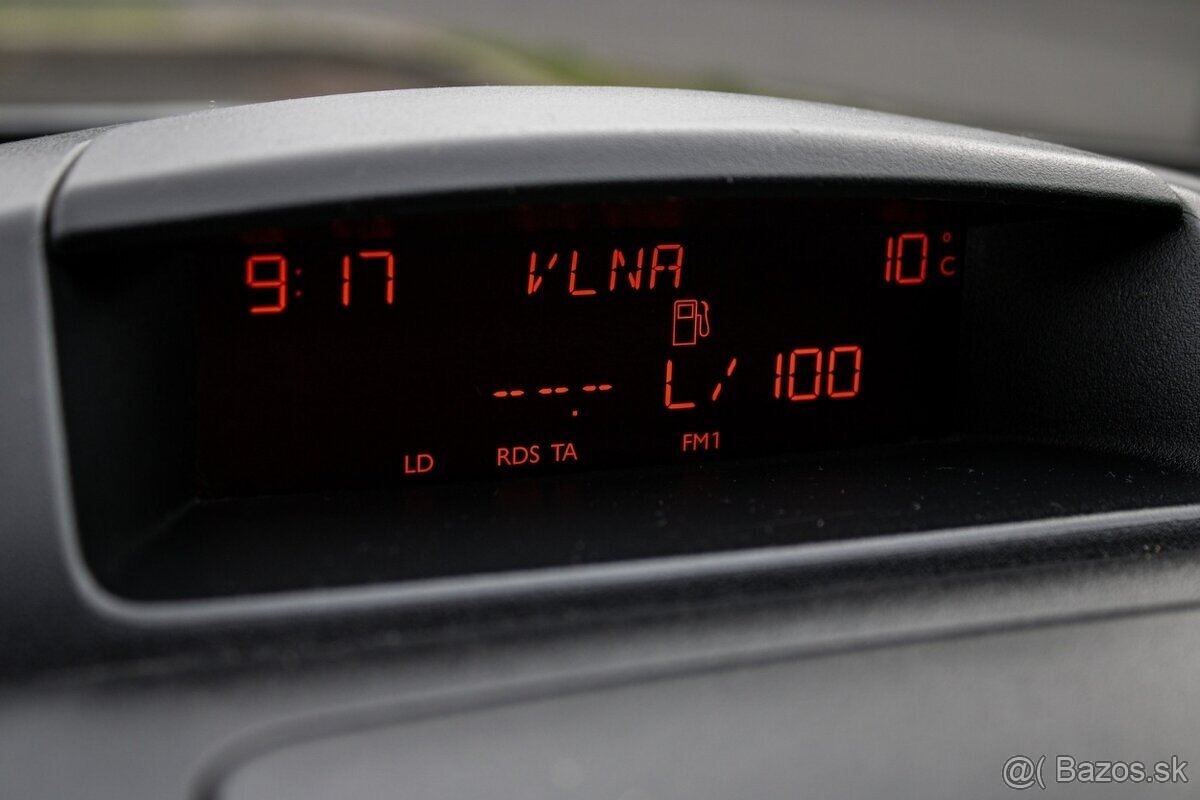 9:17 VLNA 10°C
--.-- L/100
LD RDS TA FM1
@( Bazos.sk